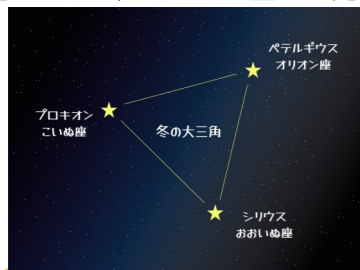 ペテルギウス
オリオン座
プロキオン
こいぬ座
冬の大三角
シリウス
おおいぬ座